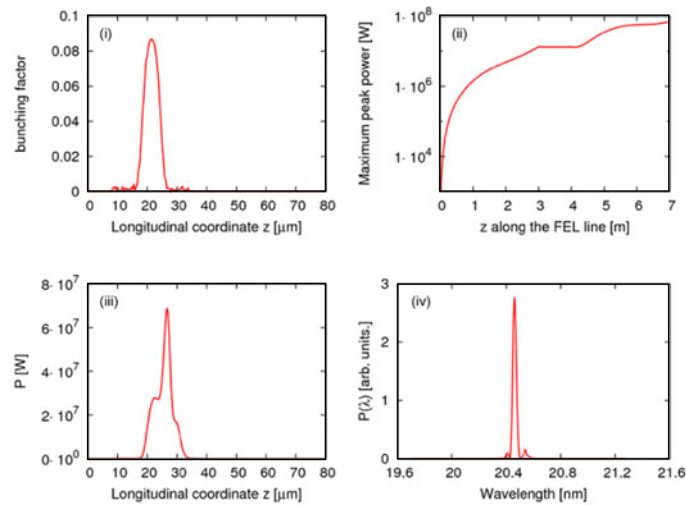 (i)
bunching factor
0.1
0.08
0.06
0.04
0.02
0
0 10 20 30 40 50 60 70 80
Longitudinal coordinate z [μm]
(ii)
Maximum peak power [W]
1· 10^8
1· 10^6
1· 10^4
0 1 2 3 4 5 6 7
z along the FEL line [m]
(iii)
P [W]
8· 10^7
6· 10^7
4· 10^7
2· 10^7
0· 10^0
0 10 20 30 40 50 60 70 80
Longitudinal coordinate z [μm]
(iv)
P(λ) [arb. units.]
3
2
1
0
19.6 20 20.4 20.8 21.2 21.6
Wavelength [nm]